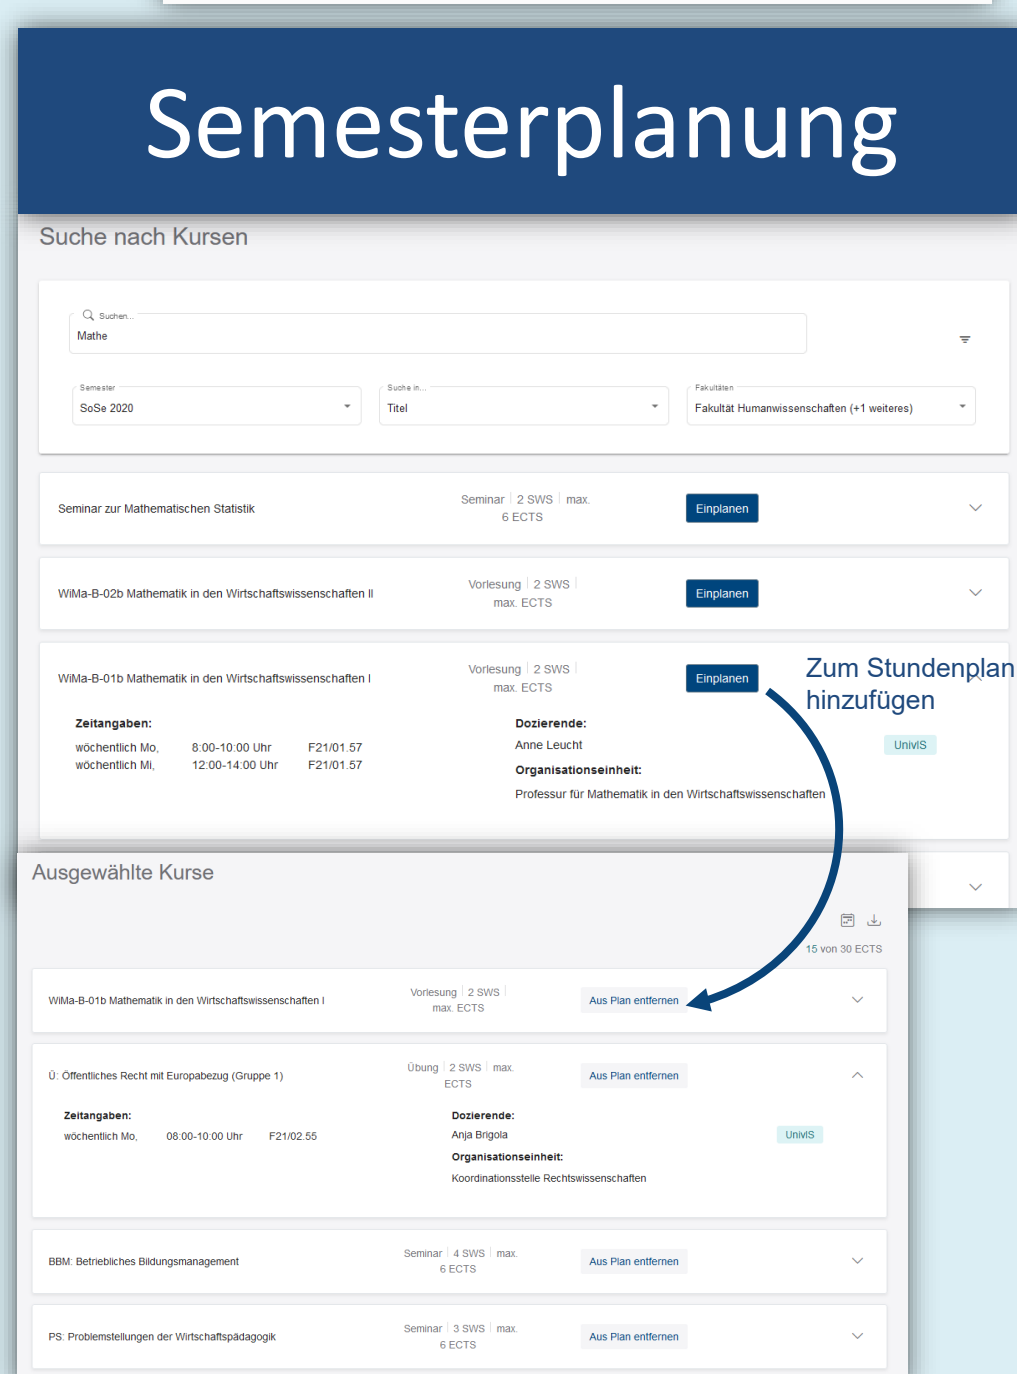 Semesterplanung
Suche nach Kursen
Suchen...
Mathe
Semester
SoSe 2020
Suche in...
Titel
Fakultäten
Fakultät Humanwissenschaften (+1 weiteres)
Seminar zur Mathematischen Statistik
Seminar | 2 SWS | max.
6 ECTS
Einplanen
WiMa-B-02b Mathematik in den Wirtschaftswissenschaften II
Vorlesung | 2 SWS |
max. ECTS
Einplanen
WiMa-B-01b Mathematik in den Wirtschaftswissenschaften I
Vorlesung | 2 SWS |
max. ECTS
Einplanen
Zum Stundenplan
hinzufügen
Zeitangaben:
wöchentlich Mo, 8:00-10:00 Uhr F21/01.57
wöchentlich Mi, 12:00-14:00 Uhr F21/01.57
Dozierende:
Anne Leucht
Organisationseinheit:
Professur für Mathematik in den Wirtschaftswissenschaften
UnivIS
Ausgewählte Kurse
15 von 30 ECTS
WiMa-B-01b Mathematik in den Wirtschaftswissenschaften I
Vorlesung | 2 SWS |
max. ECTS
Aus Plan entfernen
Ü: Öffentliches Recht mit Europabezug (Gruppe 1)
Übung | 2 SWS | max.
ECTS
Aus Plan entfernen
Zeitangaben:
wöchentlich Mo, 08:00-10:00 Uhr F21/02.55
Dozierende:
Anja Brigola
Organisationseinheit:
Koordinationsstelle Rechtswissenschaften
UnivIS
BBM: Betriebliches Bildungsmanagement
Seminar | 4 SWS | max.
6 ECTS
Aus Plan entfernen
PS: Problemstellungen der Wirtschaftspädagogik
Seminar | 3 SWS | max.
6 ECTS
Aus Plan entfernen